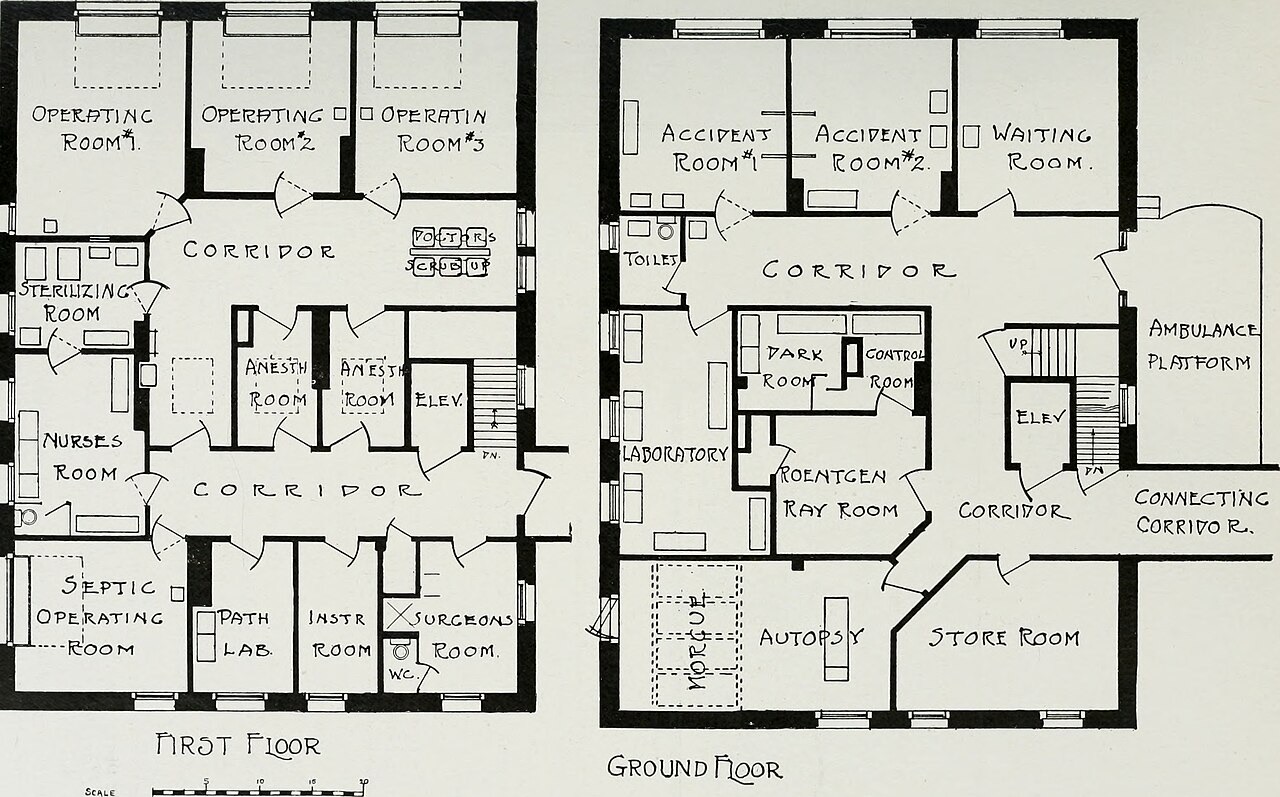 OPERATING
ROOM #1.
OPERATING
ROOM #2
OPERATIN
ROOM #3
CORRIDOR
DOCTORS
SCRUB UP
STERILIZING
ROOM
ANESTH
ROOM
ANESTH
ROOM
ELEV.
DN.
NURSES
ROOM
CORRIDOR
SEPTIC
OPERATING
ROOM
PATH
LAB.
INSTR
ROOM
SURGEONS
ROOM.
WC.
FIRST FLOOR
SCALE
5 10 15 20
ACCIDENT
ROOM #1
ACCIDENT
ROOM #2.
WAITING
ROOM.
TOILET
CORRIDOR
AMBULANCE
PLATFORM
DARK
ROOM
CONTROL
ROOM
UP
ELEV
DN
LABORATORY
ROENTGEN
RAY ROOM
CORRIDOR
CONNECTING
CORRIDOR.
MORGUE
AUTOPSY
STORE ROOM
GROUND FLOOR